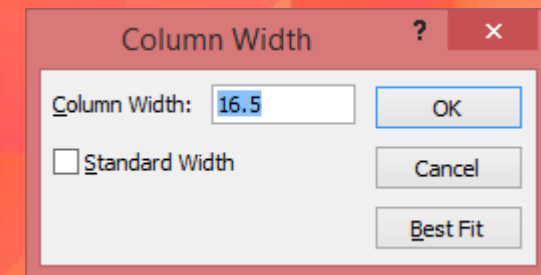 Column Width
?
×
Column Width: 16.5
OK
Standard Width
Cancel
Best Fit